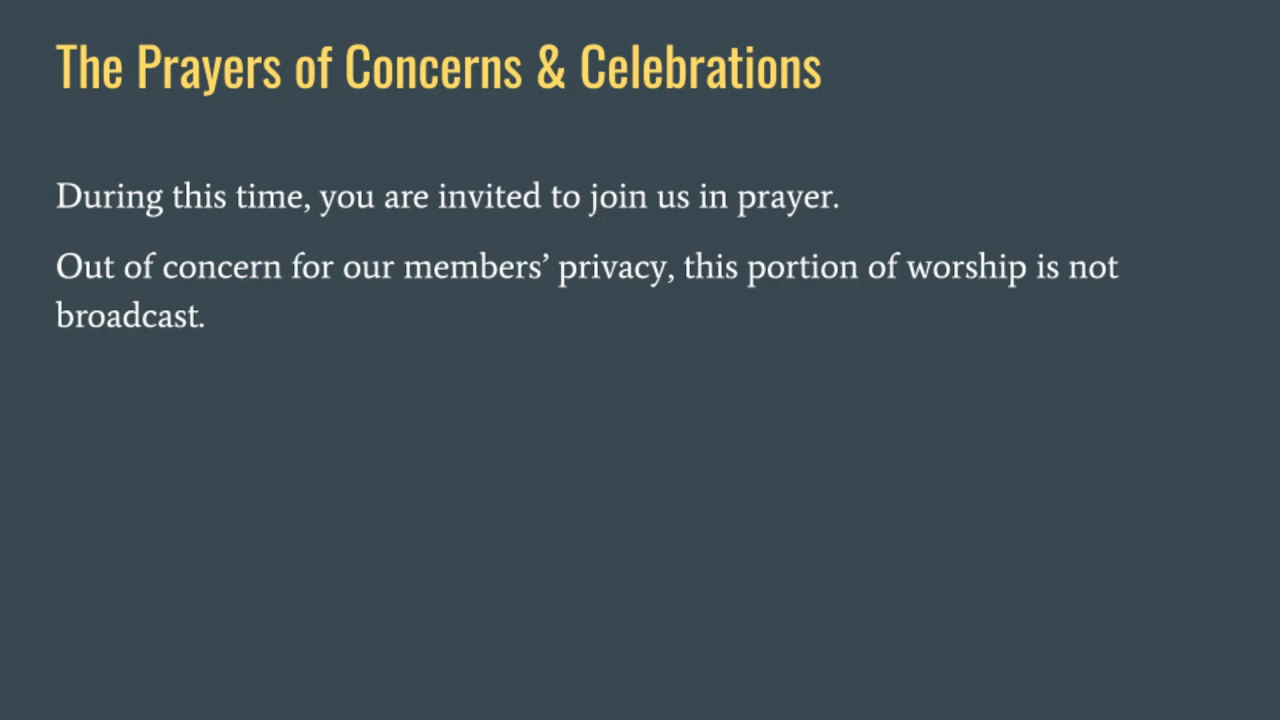 The Prayers of Concerns & Celebrations
During this time, you are invited to join us in prayer.
Out of concern for our members’ privacy, this portion of worship is not
broadcast.